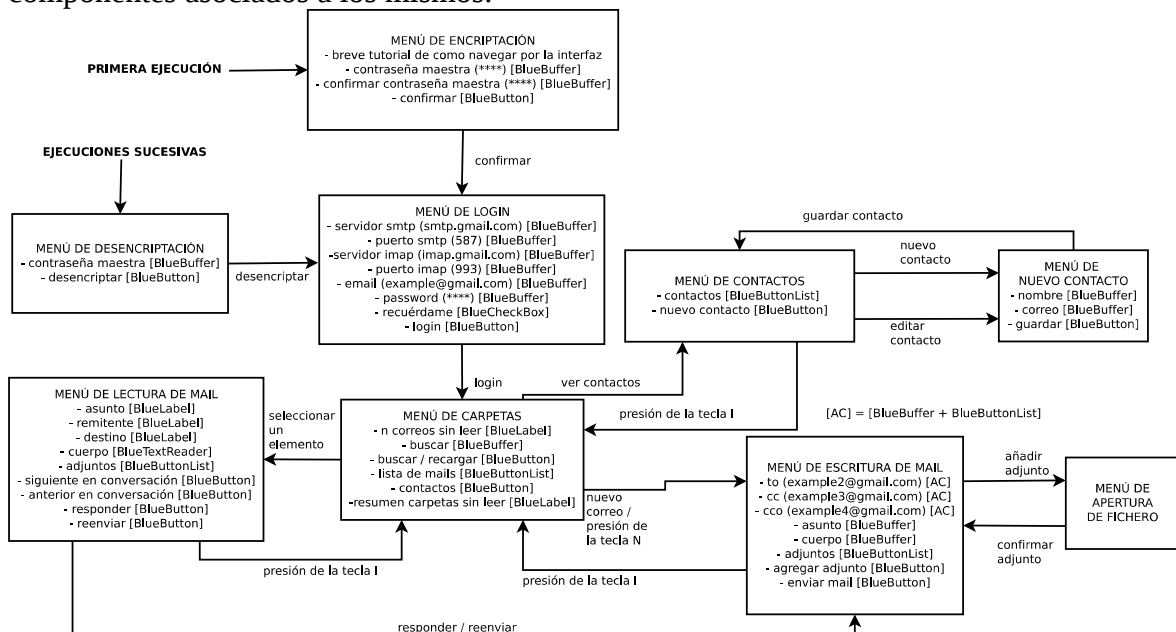 componentes asociados a los mismos.
MENÚ DE ENCRIPTACIÓN
- breve tutorial de como navegar por la interfaz
- contraseña maestra (****) [BlueBuffer]
- confirmar contraseña maestra (****) [BlueBuffer]
- confirmar [BlueButton]
PRIMERA EJECUCIÓN
confirmar
EJECUCIONES SUCESIVAS
MENÚ DE DESENCRIPTACIÓN
- contraseña maestra [BlueBuffer]
- desencriptar [BlueButton]
desencriptar
MENÚ DE LOGIN
- servidor smtp (smtp.gmail.com) [BlueBuffer]
- puerto smtp (587) [BlueBuffer]
-servidor imap (imap.gmail.com) [BlueBuffer]
- puerto imap (993) [BlueBuffer]
- email (example@gmail.com) [BlueBuffer]
- password (****) [BlueBuffer]
- recuérdame [BlueCheckBox]
- login [BlueButton]
guardar contacto
MENÚ DE CONTACTOS
- contactos [BlueButtonList]
- nuevo contacto [BlueButton]
nuevo
contacto
editar
contacto
MENÚ DE
NUEVO CONTACTO
- nombre [BlueBuffer]
- correo [BlueBuffer]
- guardar [BlueButton]
login
ver contactos
presión de la tecla I
[AC] = [BlueBuffer + BlueButtonList]
MENÚ DE LECTURA DE MAIL
- asunto [BlueLabel]
- remitente [BlueLabel]
- destino [BlueLabel]
- cuerpo [BlueTextReader]
- adjuntos [BlueButtonList]
- siguiente en conversación [BlueButton]
- anterior en conversación [BlueButton]
- responder [BlueButton]
- reenviar [BlueButton]
seleccionar
un
elemento
MENÚ DE CARPETAS
- n correos sin leer [BlueLabel]
- buscar [BlueBuffer]
- buscar / recargar [BlueButton]
- lista de mails [BlueButtonList]
- contactos [BlueButton]
-resumen carpetas sin leer [BlueLabel]
nuevo
correo /
presión de
la tecla N
MENÚ DE ESCRITURA DE MAIL
- to (example2@gmail.com) [AC]
- cc (example3@gmail.com) [AC]
- cco (example4@gmail.com) [AC]
- asunto [BlueBuffer]
- cuerpo [BlueBuffer]
- adjuntos [BlueButtonList]
- agregar adjunto [BlueButton]
- enviar mail [BlueButton]
añadir
adjunto
MENÚ DE
APERTURA
DE FICHERO
confirmar
adjunto
presión de la tecla I
presión de la tecla I
responder / reenviar